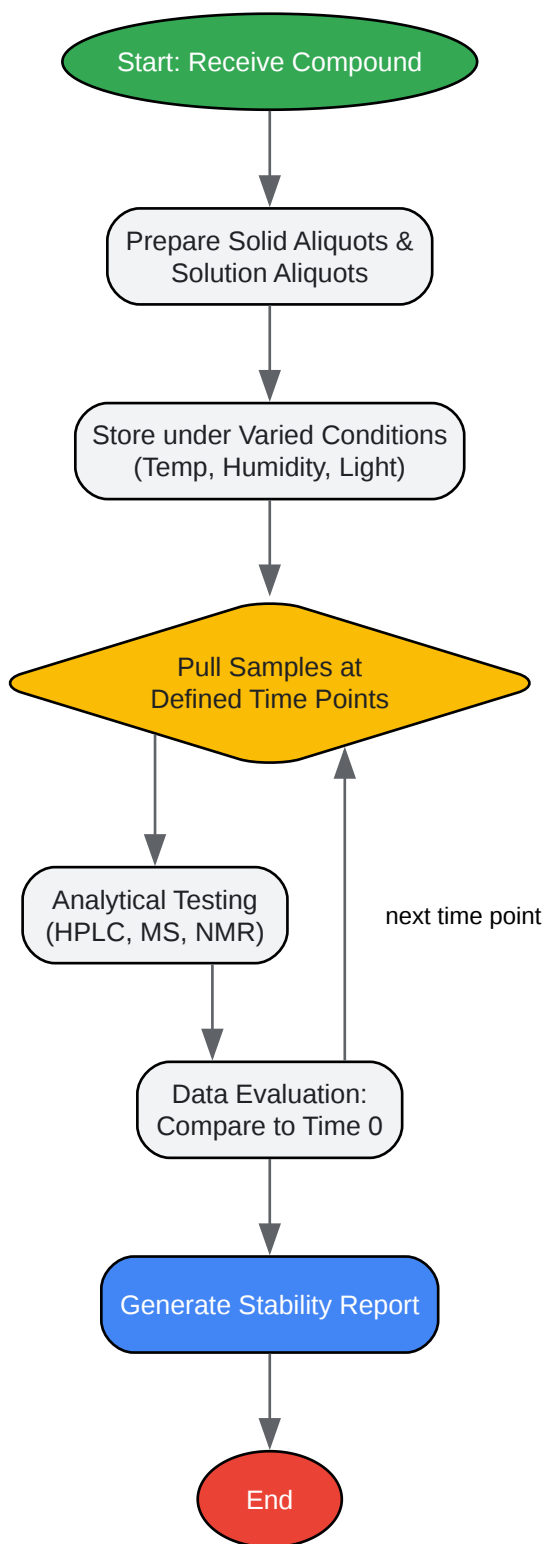 Start: Receive Compound
Prepare Solid Aliquots &
Solution Aliquots
Store under Varied Conditions
(Temp, Humidity, Light)
Pull Samples at
Defined Time Points
Analytical Testing
(HPLC, MS, NMR)
next time point
Data Evaluation:
Compare to Time 0
Generate Stability Report
End